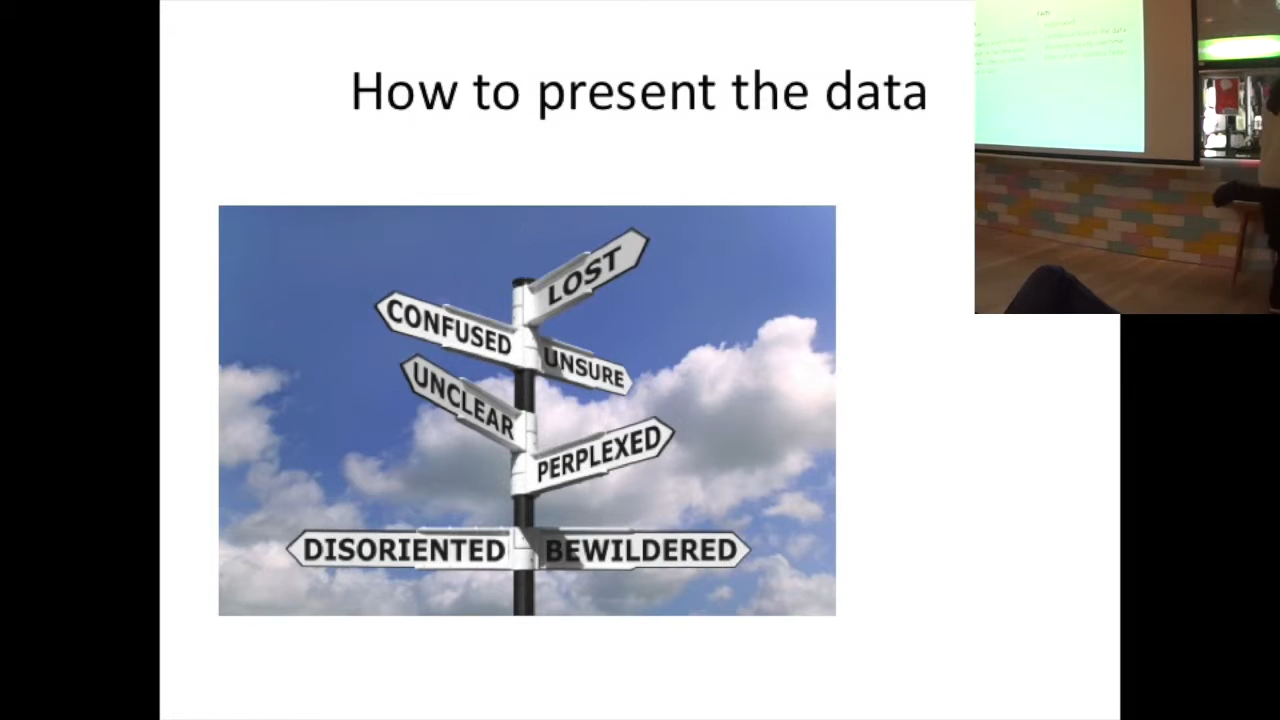 How to present the data
LOST
CONFUSED
UNSURE
UNCLEAR
PERPLEXED
DISORIENTED
BEWILDERED